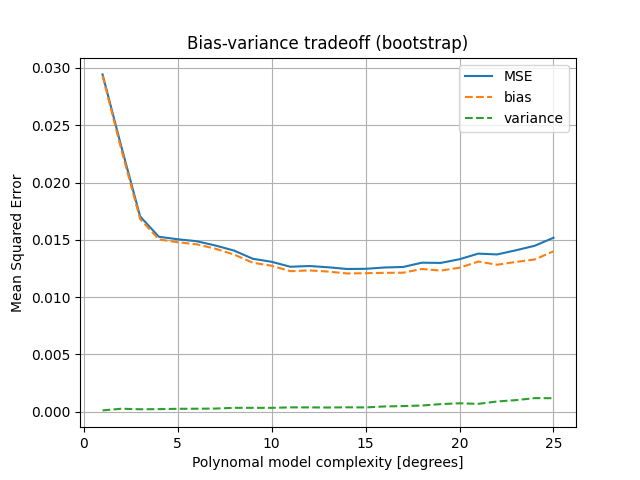 Bias-variance tradeoff (bootstrap)
MSE
bias
variance
Mean Squared Error
0.030
0.025
0.020
0.015
0.010
0.005
0.000
0
5
10
15
20
25
Polynomal model complexity [degrees]